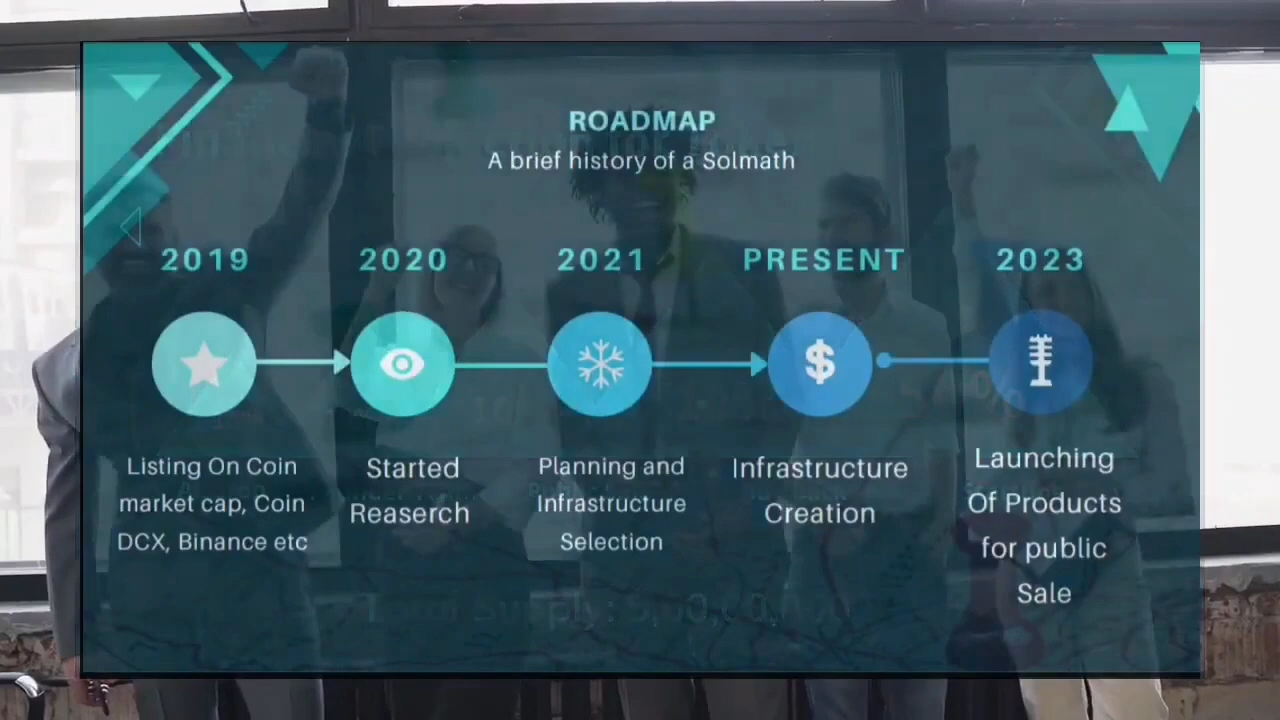 ROADMAP
A brief history of a Solmath
2019
2020
2021
PRESENT
2023
Listing On Coin
market cap, Coin
DCX, Binance etc
Started
Reaserch
Planning and
Infrastructure
Selection
Infrastructure
Creation
Launching
Of Products
for public
Sale